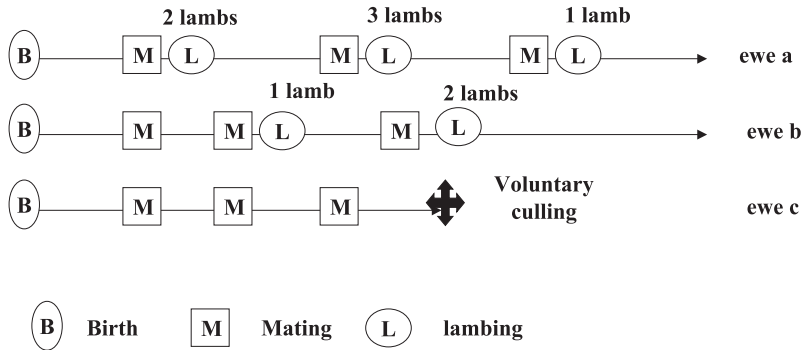 2 lambs 3 lambs 1 lamb
B M L M L M L ewe a
1 lamb 2 lambs
B M M L M L ewe b
B M M M Voluntary culling ewe c
B Birth M Mating L lambing